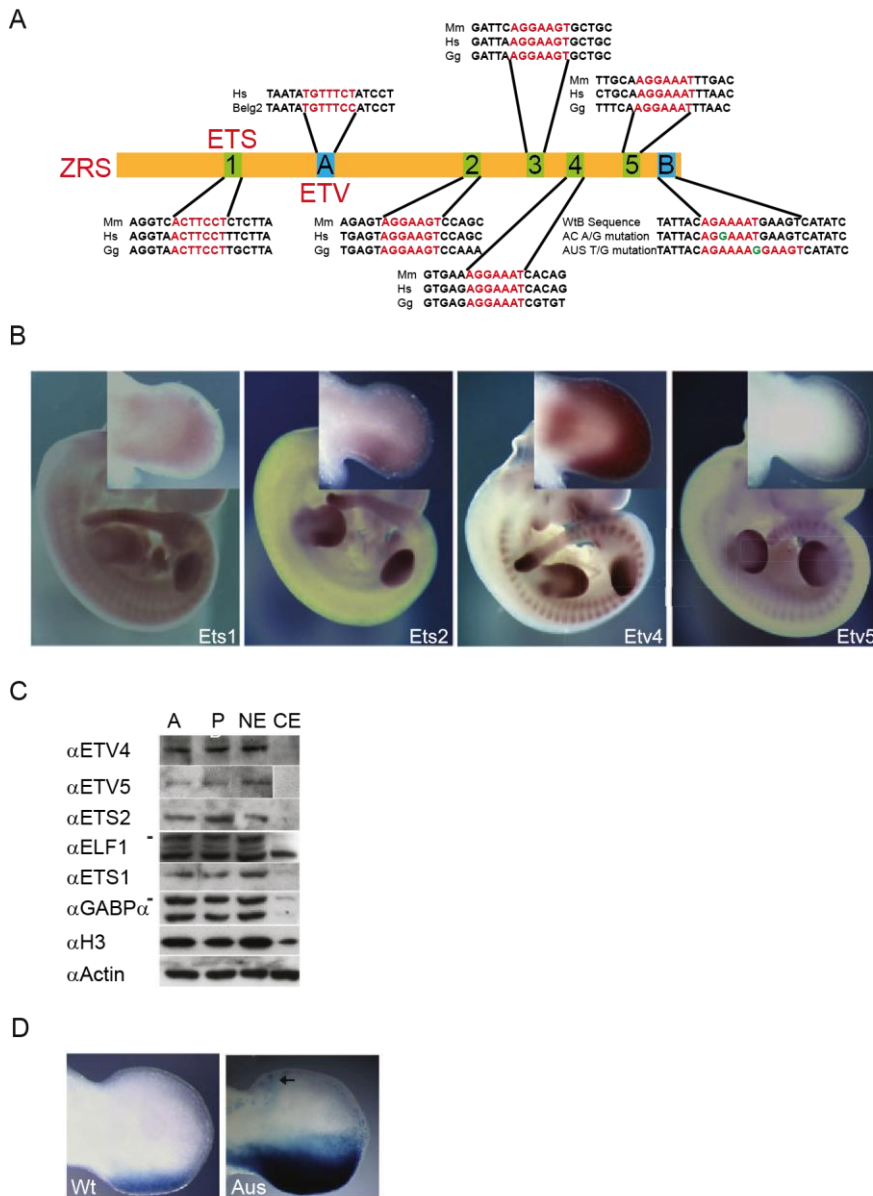 A
Mm GATTCAGGAAGTGCTGC
Hs GATTAAGGAAGTGCTGC
Gg GATTAAGGAAGTGCTGC
Mm TTGCAAGGAAATTTGAC
Hs CTGCAAGGAAATTTAAC
Gg TTTCAAGGAAATTTAAC
Hs TAATATGTTTCTATCCT
Belg2 TAATATGTTTCCATCCT
ETS
ZRS 1 A 2 3 4 5 B
ETV
Mm AGGTCACTTCCTCTCTTA
Hs AGGTAACTTCCTTTCTTA
Gg AGGTAACTTCCTTGCTTA
Mm AGAGTAGGAAGTCCAGC
Hs TGAGTAGGAAGTCCAGC
Gg TGAGTAGGAAGTCCAAA
WtB Sequence TATTACAGAAAATGAAGTCATATC
AC A/G mutation TATTACAGGAAATGAAGTCATATC
AUS T/G mutation TATTACAGAAAAGGAAGTCATATC
Mm GTGAAAGGAAATCACAG
Hs GTGAGAGGAAATCACAG
Gg GTGAGAGGAAATCGTGT
B
Ets1 Ets2 Etv4 Etv5
C
A P NE CE
αETV4
αETV5
αETS2
αELF1
αETS1
αGABPα
αH3
αActin
D
Wt Aus